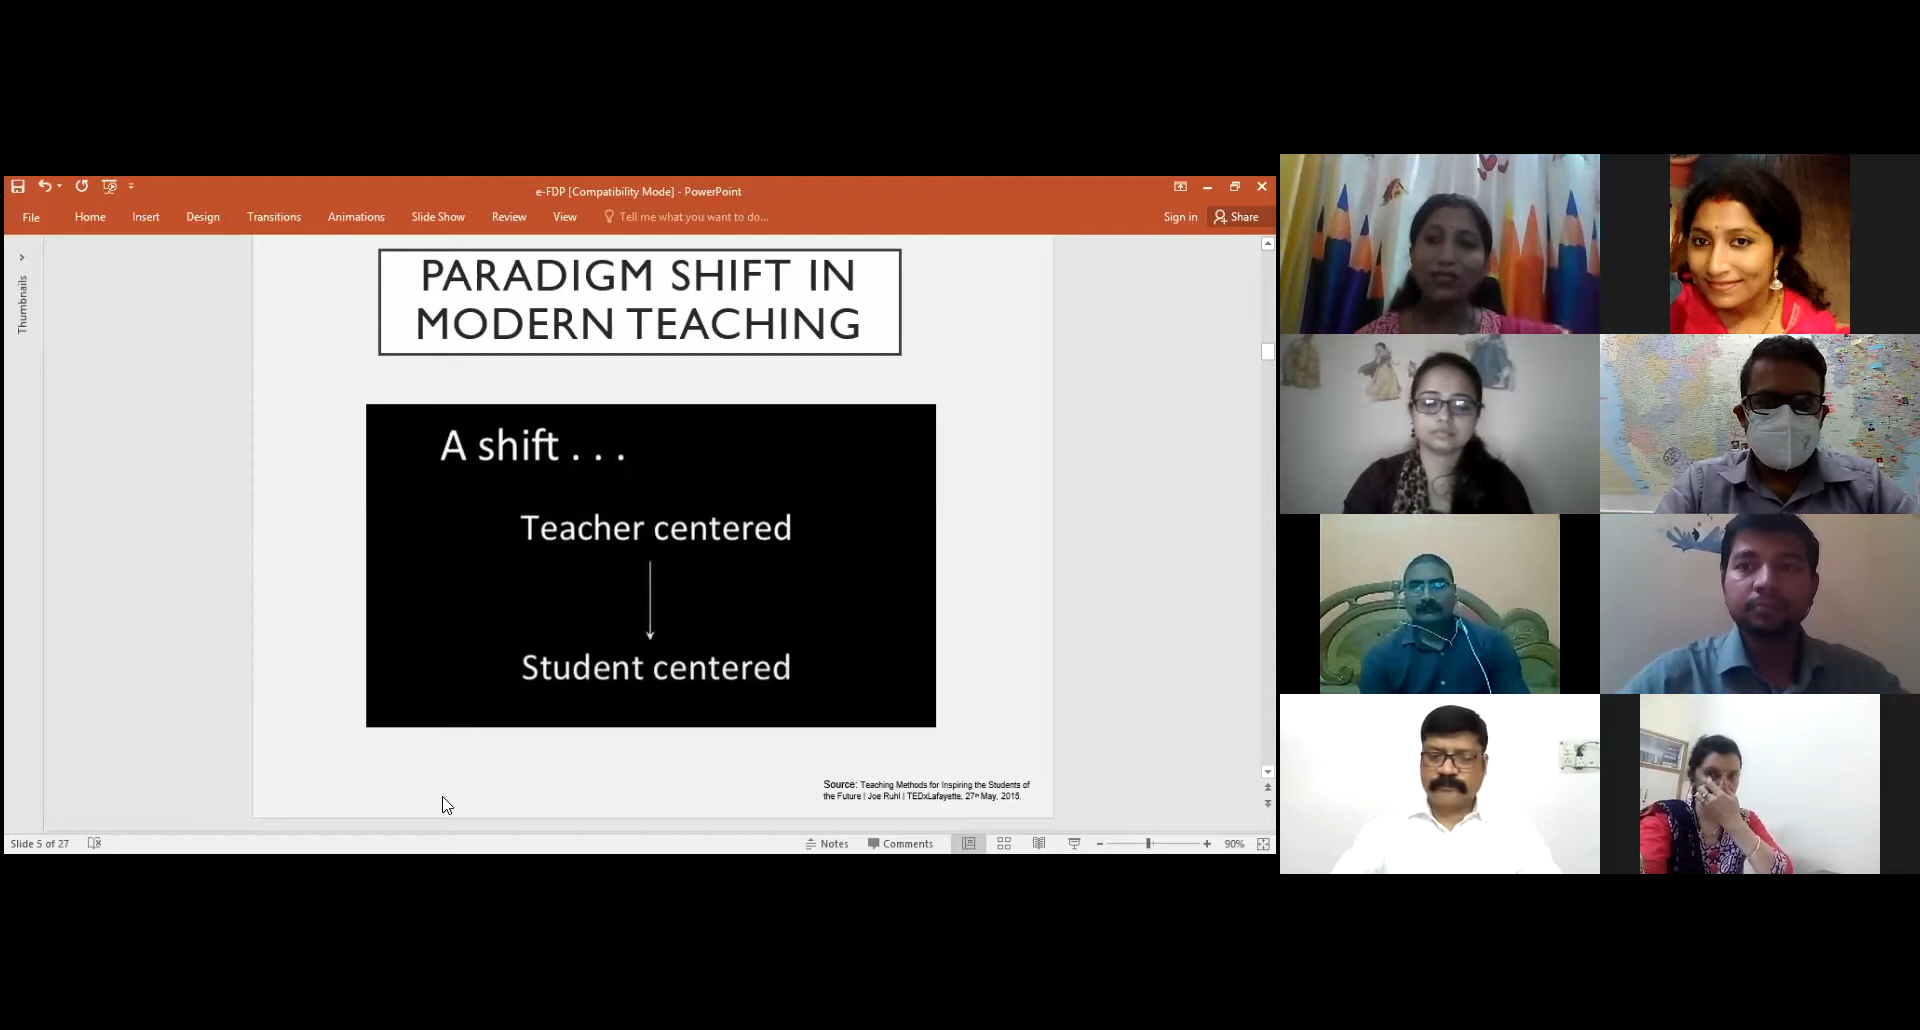 e-FDP [Compatibility Mode] - PowerPoint
File Home Insert Design Transitions Animations Slide Show Review View Tell me what you want to do... Sign in Share
Thumbnails
PARADIGM SHIFT IN
MODERN TEACHING
A shift . . .
Teacher centered
Student centered
Source: Teaching Methods for Inspiring the Students of
the Future | Joe Ruhl | TEDxLafayette, 27th May, 2015.
Slide 5 of 27 Notes Comments 90%